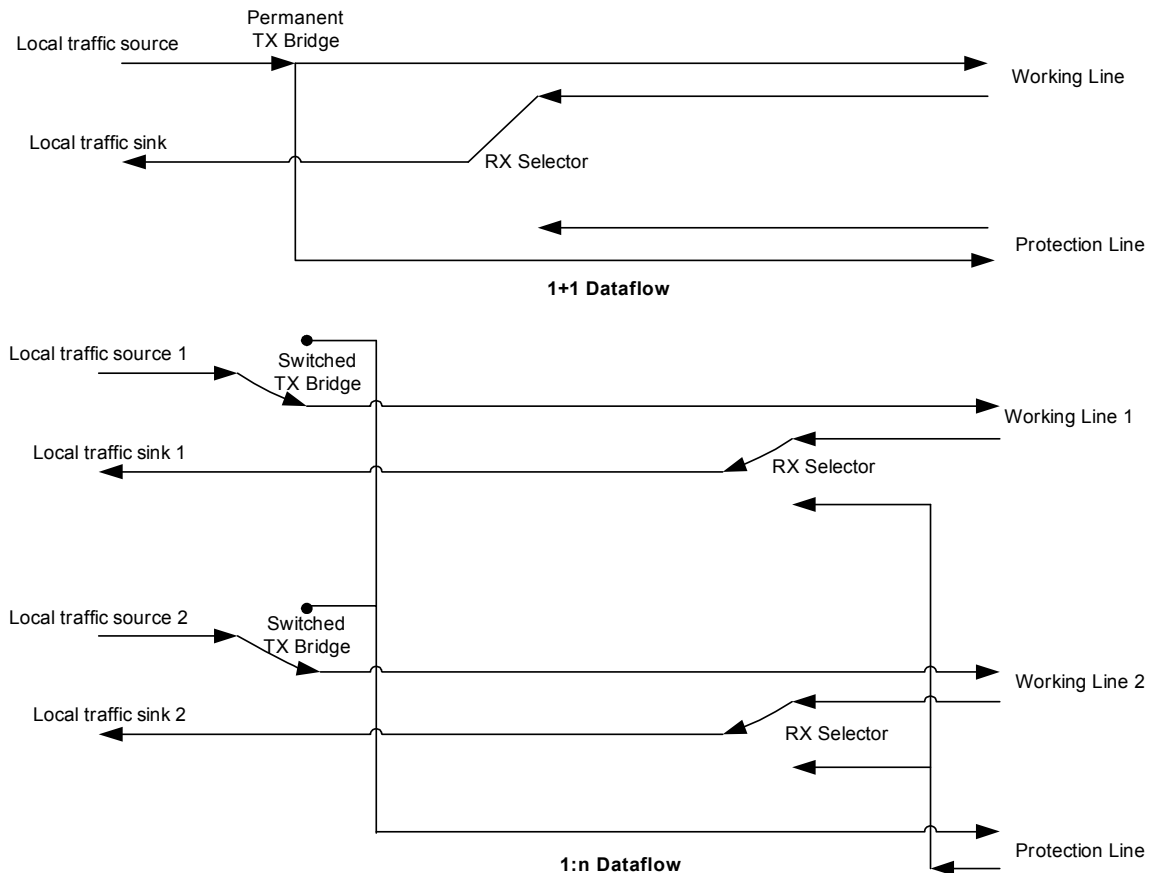 Permanent
TX Bridge
Local traffic source
Working Line
Local traffic sink
RX Selector
Protection Line
1+1 Dataflow
Local traffic source 1
Switched
TX Bridge
Working Line 1
Local traffic sink 1
RX Selector
Local traffic source 2
Switched
TX Bridge
Working Line 2
Local traffic sink 2
RX Selector
Protection Line
1:n Dataflow